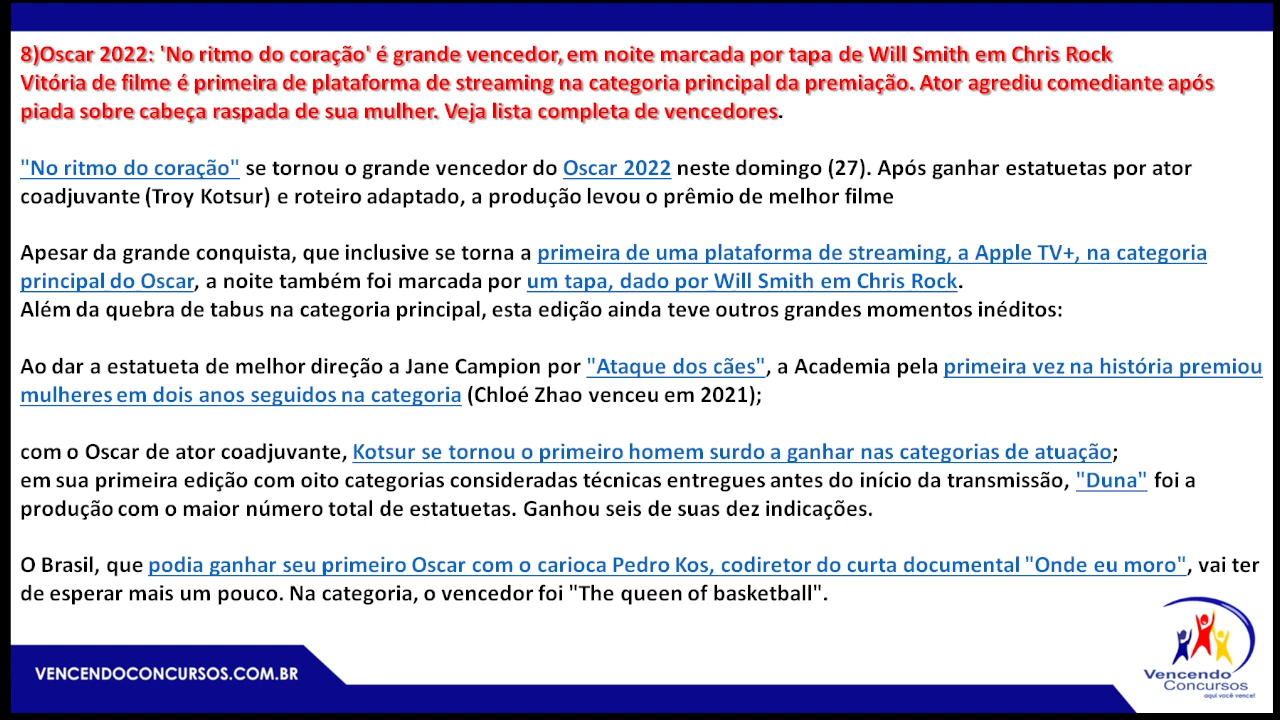 8)Oscar 2022: 'No ritmo do coração' é grande vencedor, em noite marcada por tapa de Will Smith em Chris Rock
Vitória de filme é primeira de plataforma de streaming na categoria principal da premiação. Ator agrediu comediante após
piada sobre cabeça raspada de sua mulher. Veja lista completa de vencedores.
"No ritmo do coração" se tornou o grande vencedor do Oscar 2022 neste domingo (27). Após ganhar estatuetas por ator
coadjuvante (Troy Kotsur) e roteiro adaptado, a produção levou o prêmio de melhor filme
Apesar da grande conquista, que inclusive se torna a primeira de uma plataforma de streaming, a Apple TV+, na categoria
principal do Oscar, a noite também foi marcada por um tapa, dado por Will Smith em Chris Rock.
Além da quebra de tabus na categoria principal, esta edição ainda teve outros grandes momentos inéditos:
Ao dar a estatueta de melhor direção a Jane Campion por "Ataque dos cães", a Academia pela primeira vez na história premiou
mulheres em dois anos seguidos na categoria (Chloé Zhao venceu em 2021);
com o Oscar de ator coadjuvante, Kotsur se tornou o primeiro homem surdo a ganhar nas categorias de atuação;
em sua primeira edição com oito categorias consideradas técnicas entregues antes do início da transmissão, "Duna" foi a
produção com o maior número total de estatuetas. Ganhou seis de suas dez indicações.
O Brasil, que podia ganhar seu primeiro Oscar com o carioca Pedro Kos, codiretor do curta documental "Onde eu moro", vai ter
de esperar mais um pouco. Na categoria, o vencedor foi "The queen of basketball".
VENCENDOCONCURSOS.COM.BR
Vencendo
Concursos
aqui você vence!